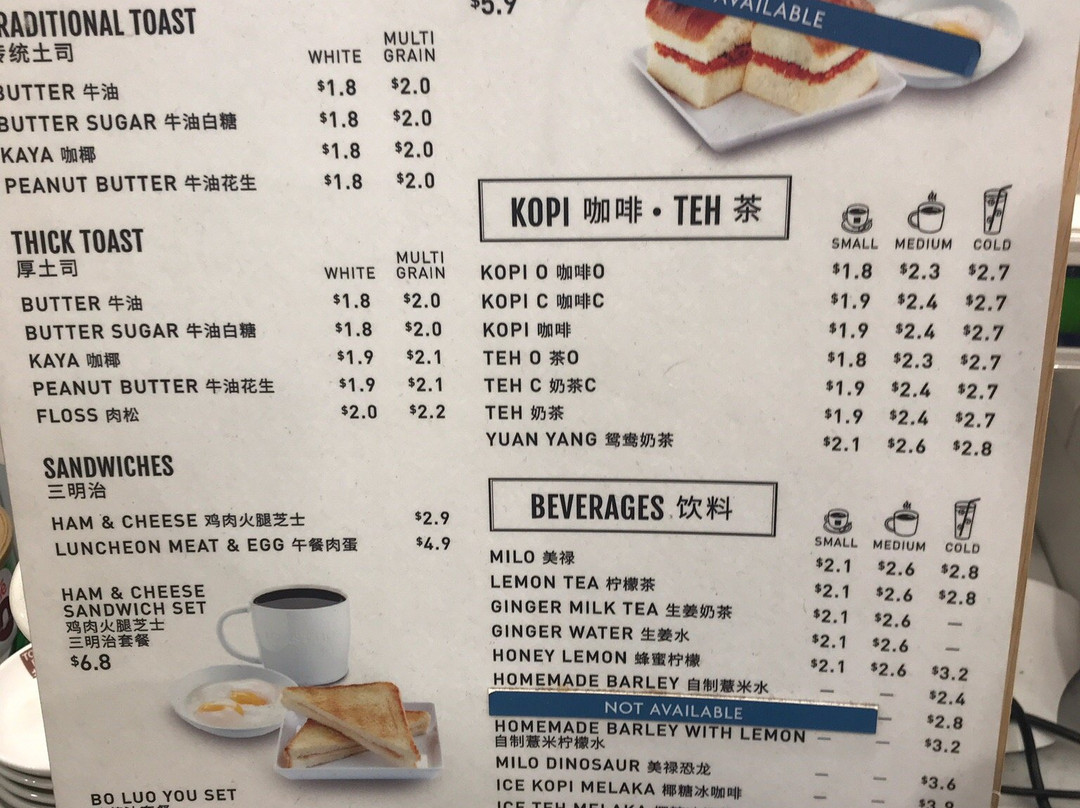 $5.9
RADITIONAL TOAST
传统土司
WHITE MULTI GRAIN
BUTTER 牛油 $1.8 $2.0
BUTTER SUGAR 牛油白糖 $1.8 $2.0
KAYA 咖椰 $1.8 $2.0
PEANUT BUTTER 牛油花生 $1.8 $2.0
THICK TOAST
厚土司
WHITE MULTI GRAIN
BUTTER 牛油 $1.8 $2.0
BUTTER SUGAR 牛油白糖 $1.8 $2.0
KAYA 咖椰 $1.9 $2.1
PEANUT BUTTER 牛油花生 $1.9 $2.1
FLOSS 肉松 $2.0 $2.2
SANDWICHES
三明治
HAM & CHEESE 鸡肉火腿芝士 $2.9
LUNCHEON MEAT & EGG 午餐肉蛋 $4.9
HAM & CHEESE
SANDWICH SET
鸡肉火腿芝士
三明治套餐
$6.8
BO LUO YOU SET
AVAILABLE
KOPI 咖啡 • TEH 茶
SMALL MEDIUM COLD
KOPI O 咖啡O $1.8 $2.3 $2.7
KOPI C 咖啡C $1.9 $2.4 $2.7
KOPI 咖啡 $1.9 $2.4 $2.7
TEH O 茶O $1.8 $2.3 $2.7
TEH C 奶茶C $1.9 $2.4 $2.7
TEH 奶茶 $1.9 $2.4 $2.7
YUAN YANG 鸳鸯奶茶 $2.1 $2.6 $2.8
BEVERAGES 饮料
SMALL MEDIUM COLD
MILO 美禄 $2.1 $2.6 $2.8
LEMON TEA 柠檬茶 $2.1 $2.6 $2.8
GINGER MILK TEA 生姜奶茶 $2.1 $2.6 —
GINGER WATER 生姜水 $2.1 $2.6 —
HONEY LEMON 蜂蜜柠檬 $2.1 $2.6 $3.2
HOMEMADE BARLEY 自制薏米水 — — $2.4
NOT AVAILABLE — $2.8
HOMEMADE BARLEY WITH LEMON — — $3.2
自制薏米柠檬水
MILO DINOSAUR 美禄恐龙 — — $3.6
ICE KOPI MELAKA 椰糖冰咖啡
ICE TEH MELAKA